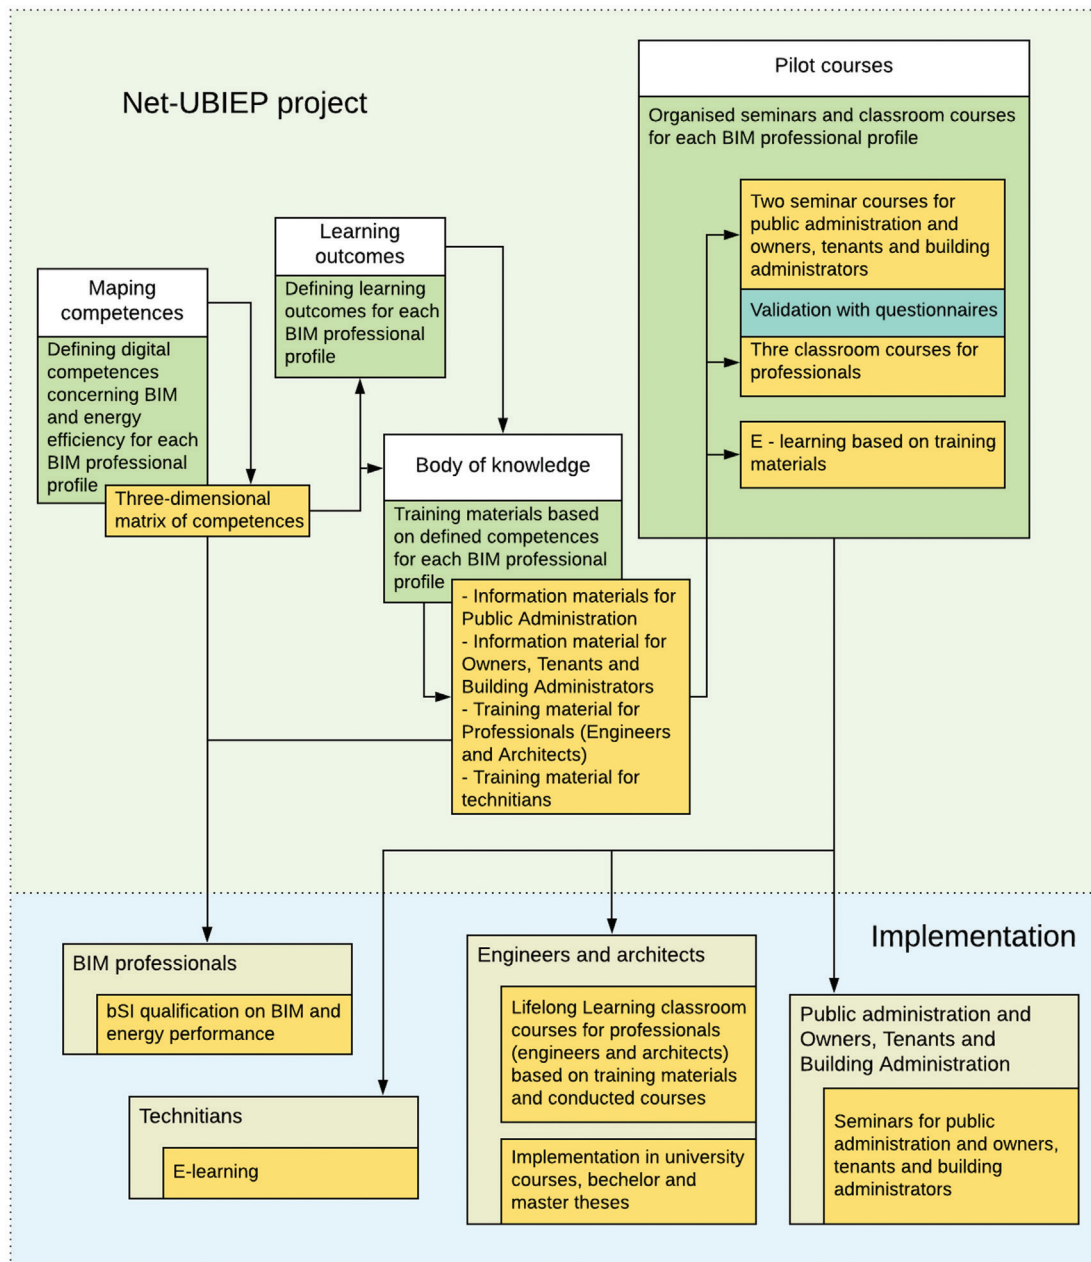 Net-UBIEP project
Pilot courses
Organised seminars and classroom courses
for each BIM professional profile
Two seminar courses for
public administration and
owners, tenants and building
administrators
Validation with questionnaires
Thre classroom courses for
professionals
E - learning based on training
materials
Learning
outcomes
Defining learning
outcomes for each
BIM professional
profile
Maping
competences
Defining digital
competences
concerning BIM
and energy
efficiency for each
BIM professional
profile
Three-dimensional
matrix of competences
Body of knowledge
Training materials based
on defined competences
for each BIM professional
profile
- Information materials for
Public Administration
- Information material for
Owners, Tenants and
Building Administrators
- Training material for
Professionals (Engineers
and Architects)
- Training material for
technitians
Implementation
BIM professionals
bSI qualification on BIM and
energy performance
Technitians
E-learning
Engineers and architects
Lifelong Learning classroom
courses for professionals
(engineers and architects)
based on training materials
and conducted courses
Implementation in university
courses, bechelor and
master theses
Public administration and
Owners, Tenants and
Building Administration
Seminars for public
administration and owners,
tenants and building
administrators